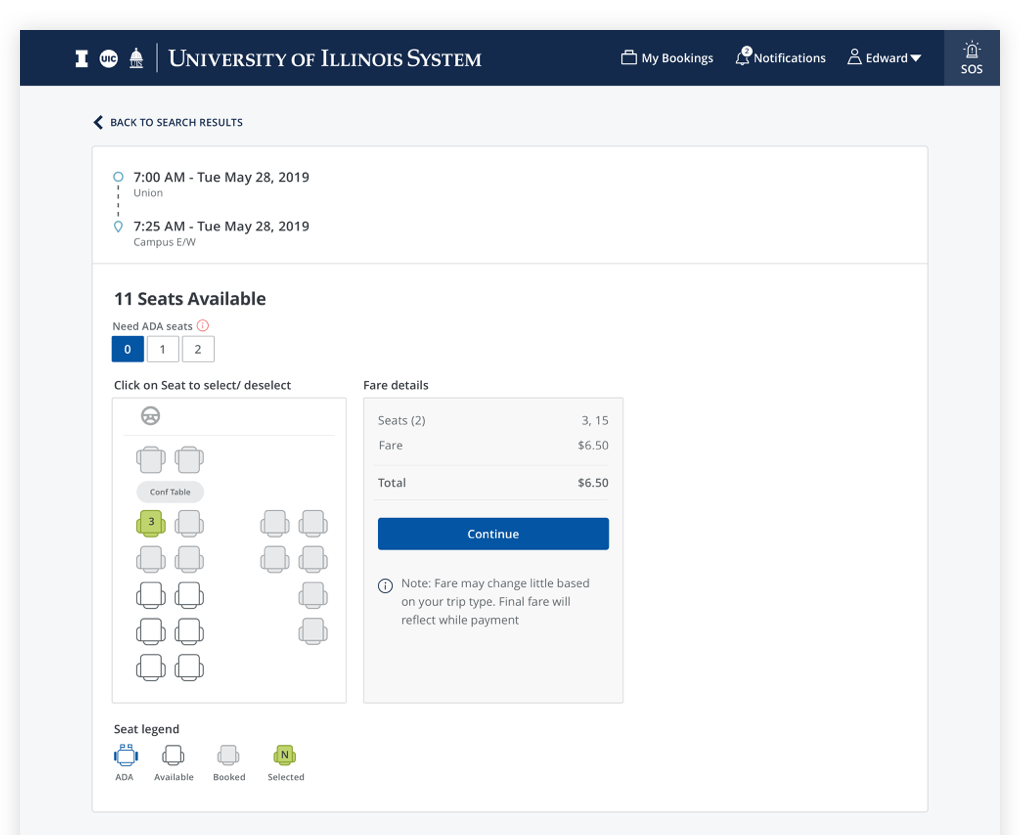 I UIC UIS UNIVERSITY OF ILLINOIS SYSTEM
My Bookings
2
Notifications
Edward
SOS
BACK TO SEARCH RESULTS
7:00 AM - Tue May 28, 2019
Union
7:25 AM - Tue May 28, 2019
Campus E/W
11 Seats Available
Need ADA seats
0 1 2
Click on Seat to select/ deselect
Conf Table
3
Fare details
Seats (2) 3, 15
Fare $6.50
Total $6.50
Continue
Note: Fare may change little based
on your trip type. Final fare will
reflect while payment
Seat legend
N
ADA Available Booked Selected